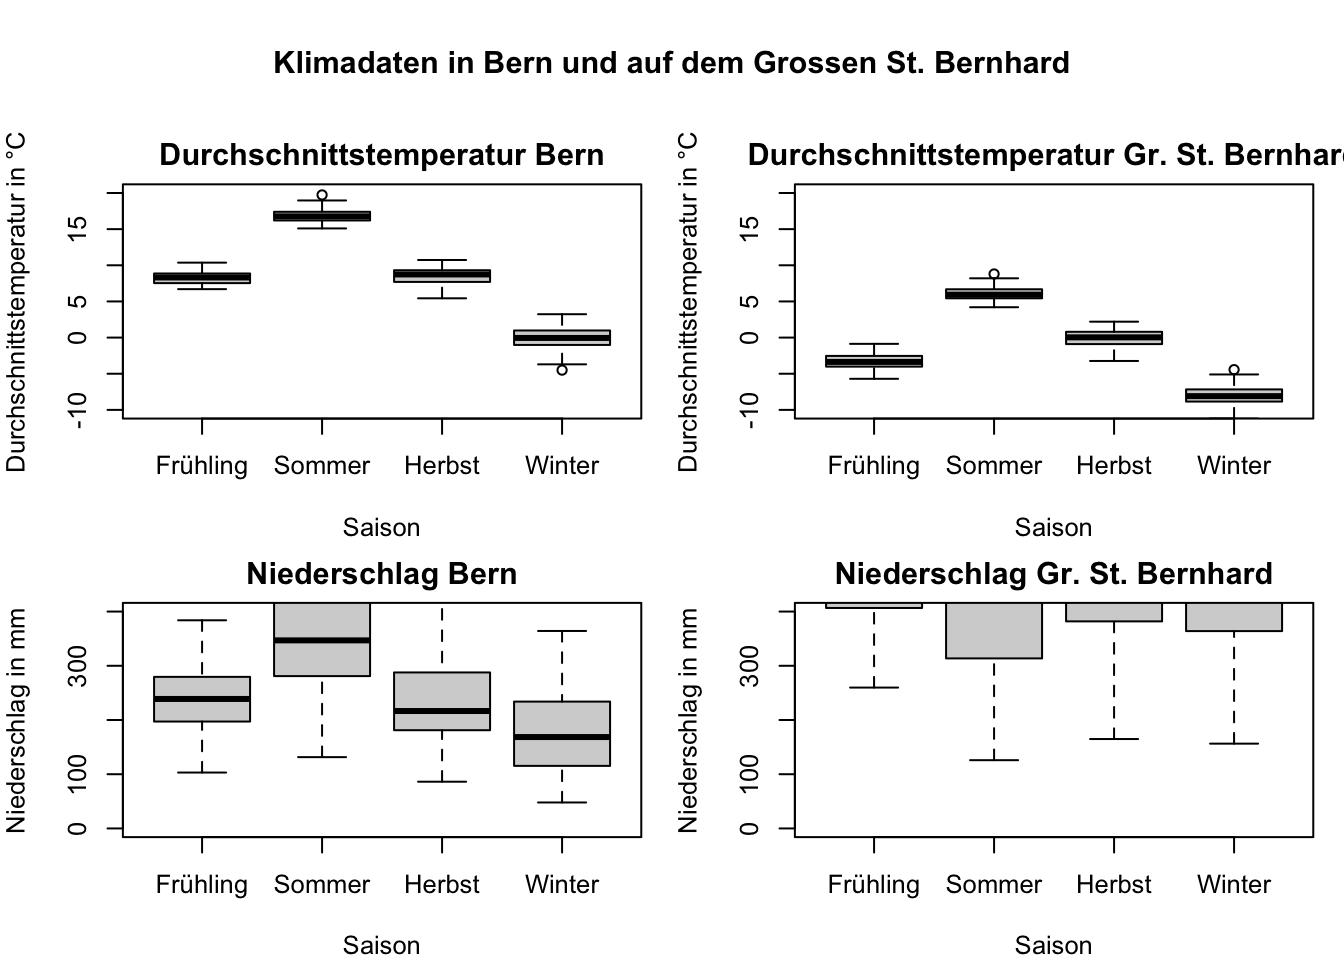 Klimadaten in Bern und auf dem Grossen St. Bernhard
Durchschnittstemperatur Bern
Durchschnittstemperatur in °C
15
5
0
-10
Frühling Sommer Herbst Winter
Saison
Durchschnittstemperatur Gr. St. Bernhar
Durchschnittstemperatur in °C
15
5
0
-10
Frühling Sommer Herbst Winter
Saison
Niederschlag Bern
Niederschlag in mm
300
100
0
Frühling Sommer Herbst Winter
Saison
Niederschlag Gr. St. Bernhard
Niederschlag in mm
300
100
0
Frühling Sommer Herbst Winter
Saison